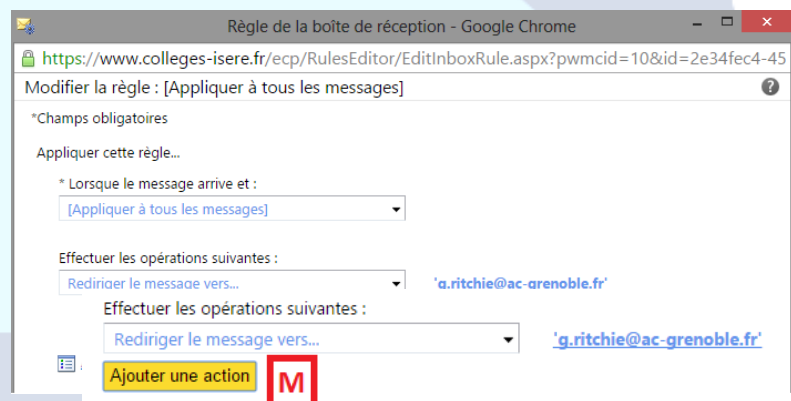 Règle de la boîte de réception - Google Chrome
https://www.colleges-isere.fr/ecp/RulesEditor/EditInboxRule.aspx?pwmcid=10&id=2e34fec4-45
Modifier la règle : [Appliquer à tous les messages]
*Champs obligatoires
Appliquer cette règle...
* Lorsque le message arrive et :
[Appliquer à tous les messages]
Effectuer les opérations suivantes :
Rediriger le message vers... 'g.ritchie@ac-grenoble.fr'
Effectuer les opérations suivantes :
Rediriger le message vers... 'g.ritchie@ac-grenoble.fr'
Ajouter une action M